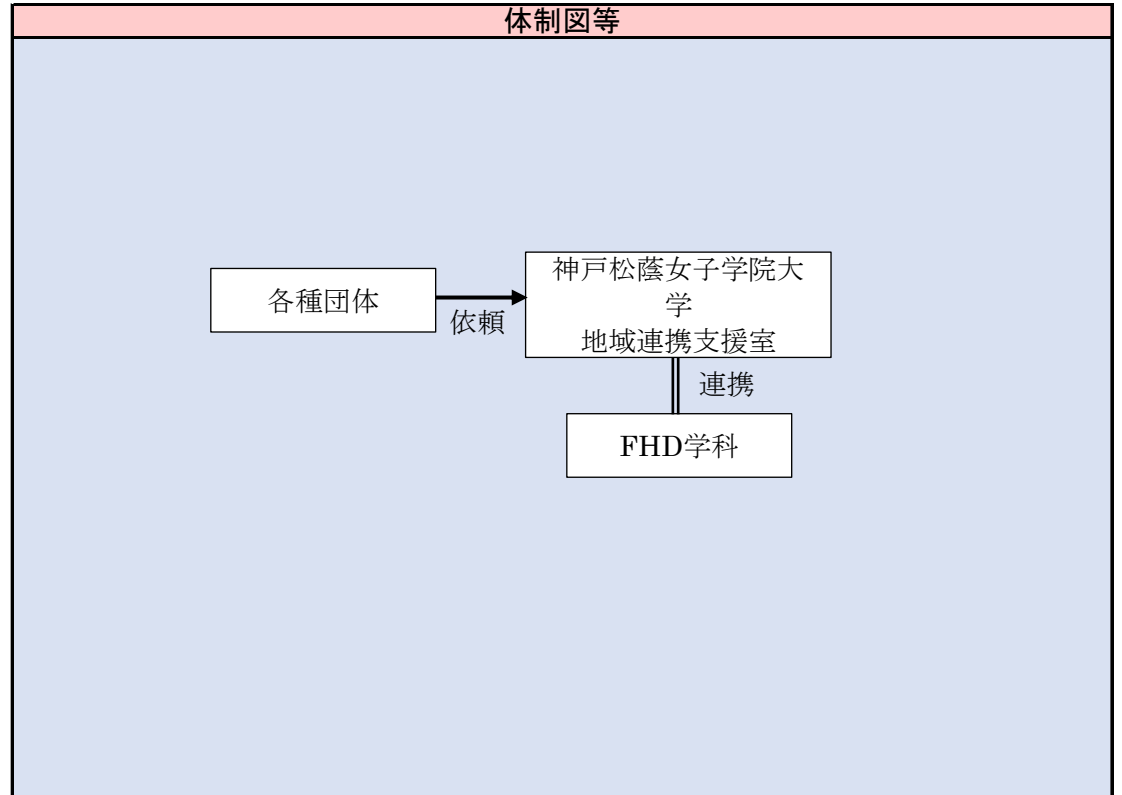 体制図等
神戸松蔭女子学院大
学
地域連携支援室
各種団体
依頼
連携
FHD学科